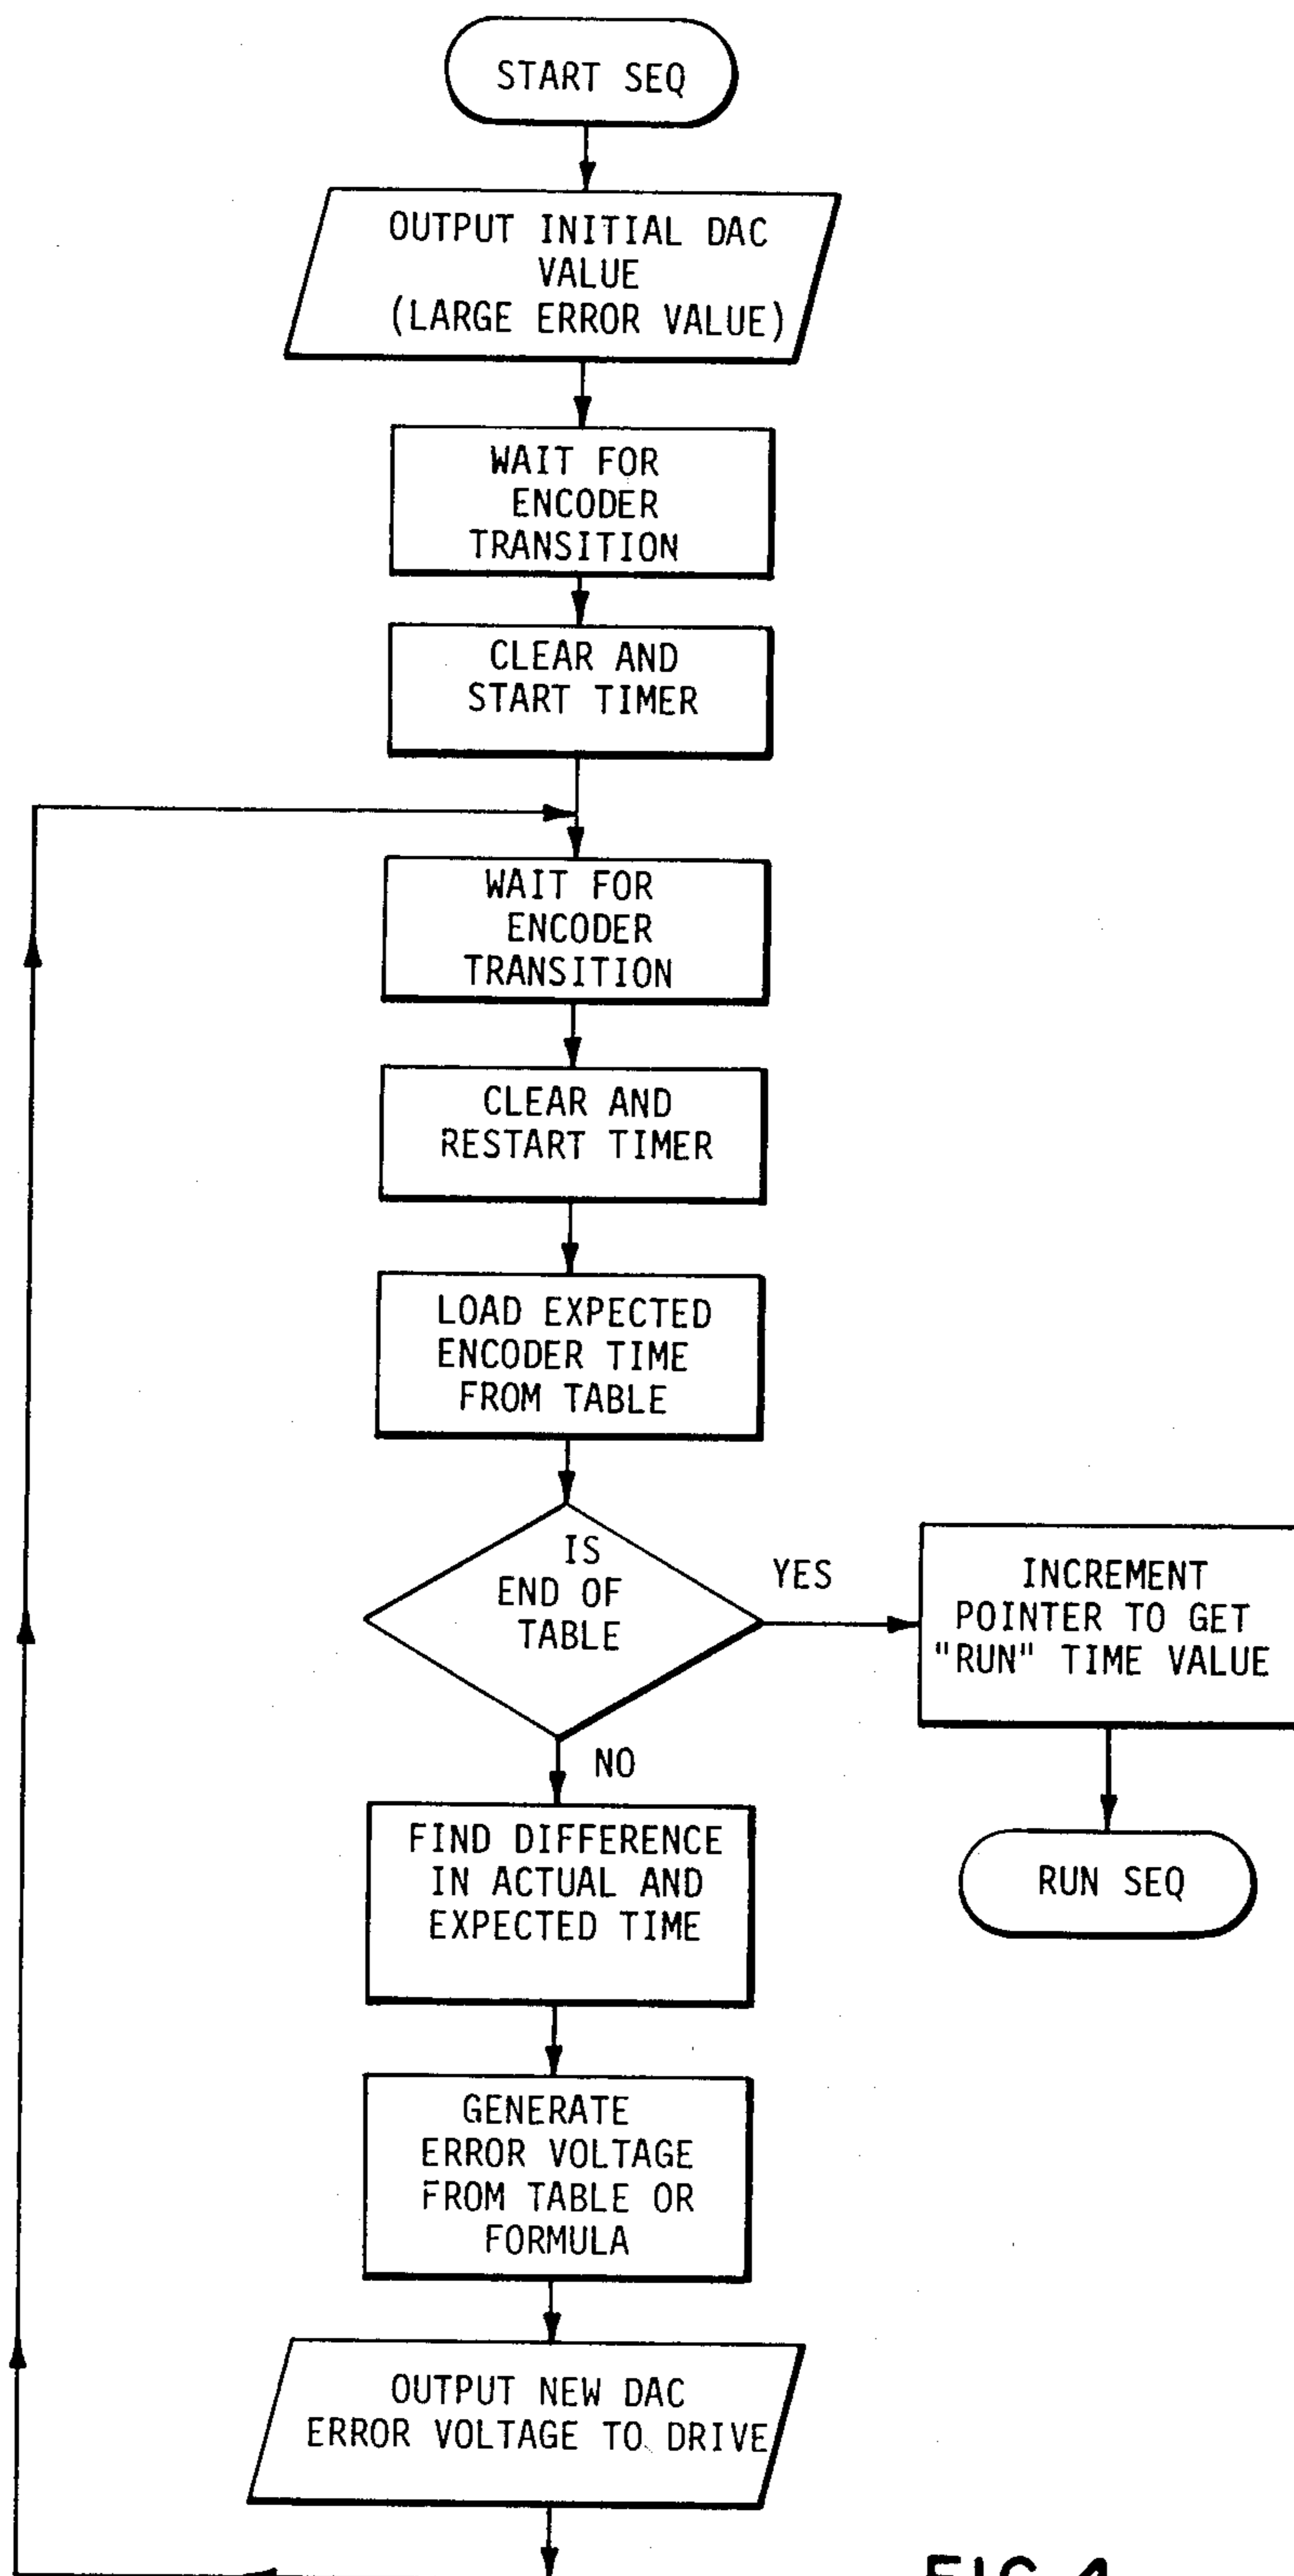 START SEQ
OUTPUT INITIAL DAC
VALUE
(LARGE ERROR VALUE)
WAIT FOR
ENCODER
TRANSITION
CLEAR AND
START TIMER
WAIT FOR
ENCODER
TRANSITION
CLEAR AND
RESTART TIMER
LOAD EXPECTED
ENCODER TIME
FROM TABLE
IS
END OF
TABLE
YES
INCREMENT
POINTER TO GET
"RUN" TIME VALUE
RUN SEQ
NO
FIND DIFFERENCE
IN ACTUAL AND
EXPECTED TIME
GENERATE
ERROR VOLTAGE
FROM TABLE OR
FORMULA
OUTPUT NEW DAC
ERROR VOLTAGE TO DRIVE
FIG.4